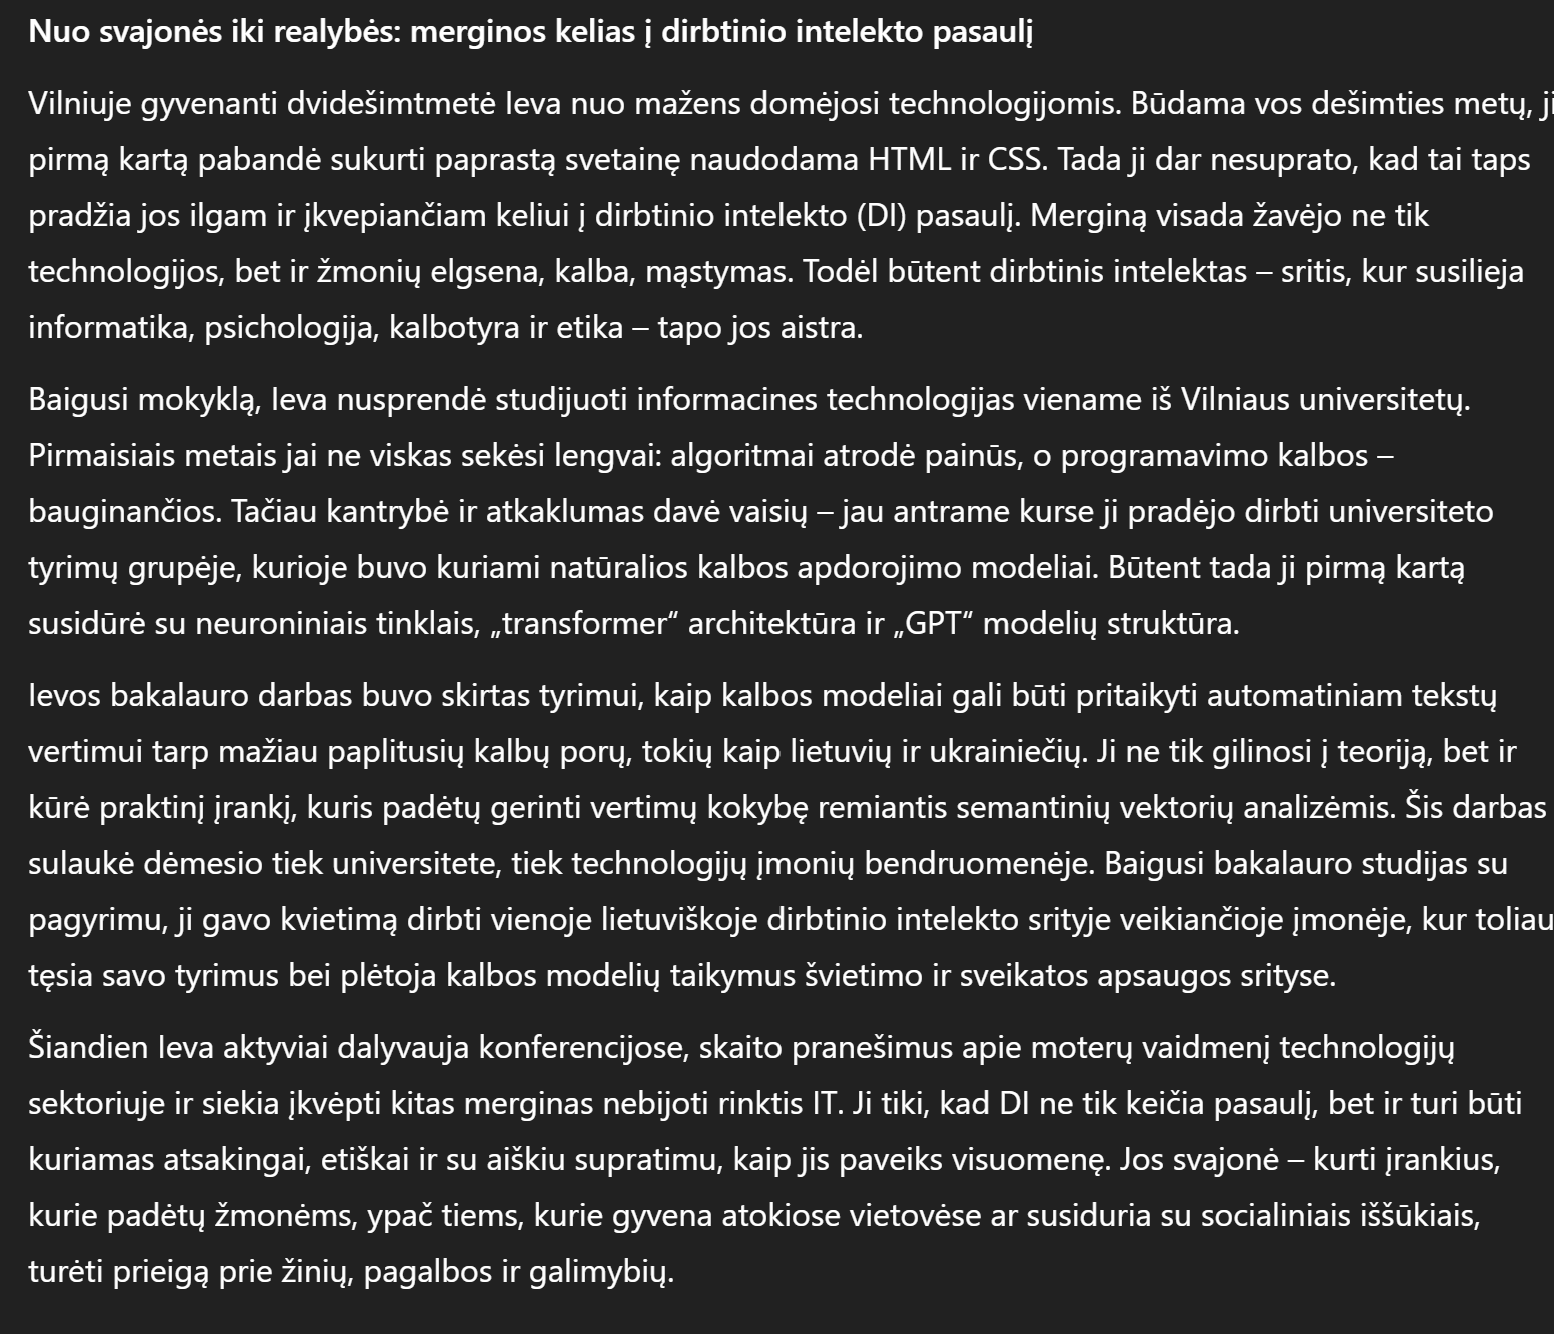 Nuo svajonės iki realybės: merginos kelias į dirbtinio intelekto pasaulį
Vilniuje gyvenanti dvidešimtmetė Ieva nuo mažens domėjosi technologijomis. Būdama vos dešimties metų, ji
pirmą kartą pabandė sukurti paprastą svetainę naudodama HTML ir CSS. Tada ji dar nesuprato, kad tai taps
pradžia jos ilgam ir įkvepiančiam keliui į dirbtinio intelekto (DI) pasaulį. Merginą visada žavėjo ne tik
technologijos, bet ir žmonių elgsena, kalba, mąstymas. Todėl būtent dirbtinis intelektas – sritis, kur susilieja
informatika, psichologija, kalbotyra ir etika – tapo jos aistra.
Baigusi mokyklą, Ieva nusprendė studijuoti informacines technologijas viename iš Vilniaus universitetų.
Pirmaisiais metais jai ne viskas sekėsi lengvai: algoritmai atrodė painūs, o programavimo kalbos –
bauginančios. Tačiau kantrybė ir atkaklumas davė vaisių – jau antrame kurse ji pradėjo dirbti universiteto
tyrimų grupėje, kurioje buvo kuriami natūralios kalbos apdorojimo modeliai. Būtent tada ji pirmą kartą
susidūrė su neuroniniais tinklais, „transformer“ architektūra ir „GPT“ modelių struktūra.
Ievos bakalauro darbas buvo skirtas tyrimui, kaip kalbos modeliai gali būti pritaikyti automatiniam tekstų
vertimui tarp mažiau paplitusių kalbų porų, tokių kaip lietuvių ir ukrainiečių. Ji ne tik gilinosi į teoriją, bet ir
kūrė praktinį įrankį, kuris padėtų gerinti vertimų kokybę remiantis semantinių vektorių analizėmis. Šis darbas
sulaukė dėmesio tiek universitete, tiek technologijų įmonių bendruomenėje. Baigusi bakalauro studijas su
pagyrimu, ji gavo kvietimą dirbti vienoje lietuviškoje dirbtinio intelekto srityje veikiančioje įmonėje, kur toliau
tęsia savo tyrimus bei plėtoja kalbos modelių taikymus švietimo ir sveikatos apsaugos srityse.
Šiandien Ieva aktyviai dalyvauja konferencijose, skaito pranešimus apie moterų vaidmenį technologijų
sektoriuje ir siekia įkvėpti kitas merginas nebijoti rinktis IT. Ji tiki, kad DI ne tik keičia pasaulį, bet ir turi būti
kuriamas atsakingai, etiškai ir su aiškiu supratimu, kaip jis paveiks visuomenę. Jos svajonė – kurti įrankius,
kurie padėtų žmonėms, ypač tiems, kurie gyvena atokiose vietovėse ar susiduria su socialiniais iššūkiais,
turėti prieigą prie žinių, pagalbos ir galimybių.